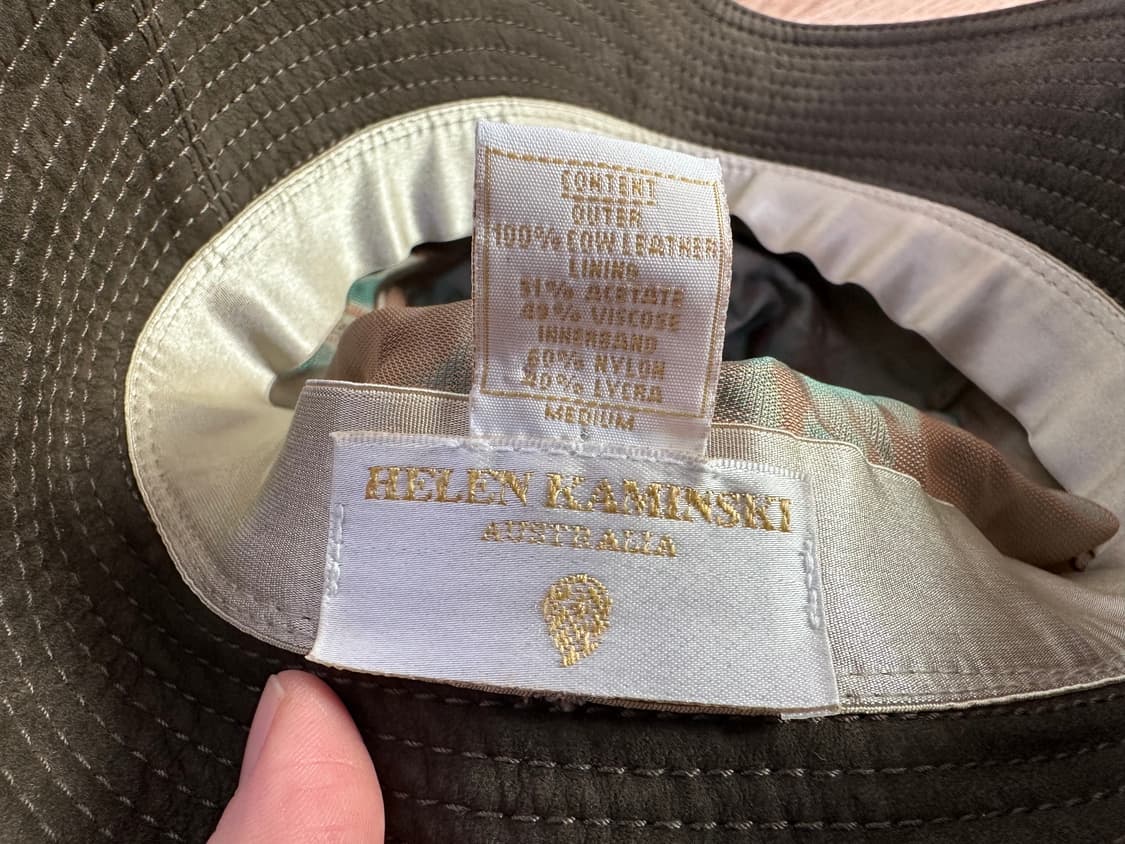 CONTENT
OUTER
100% COW LEATHER
LINING
51% ACETATE
49% VISCOSE
INNERBAND
60% NYLON
40% LYCRA
MEDIUM
HELEN KAMINSKI
AUSTRALIA